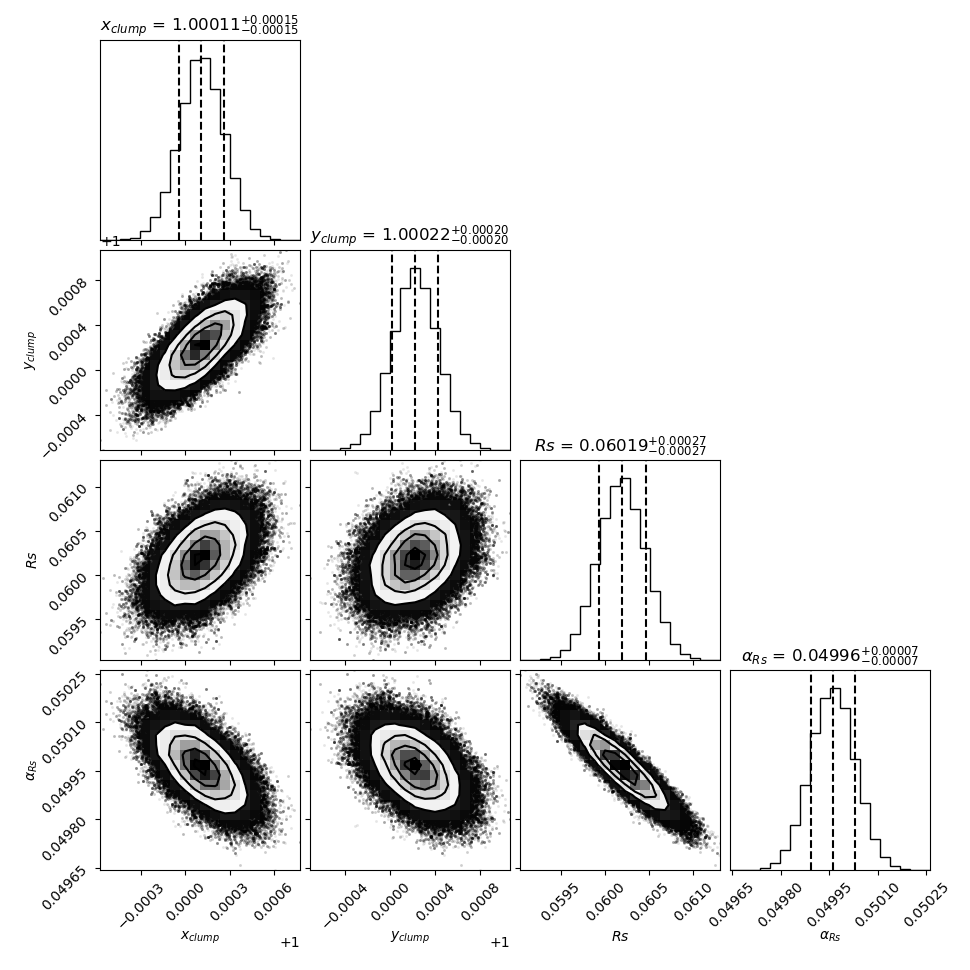 x_clump = 1.00011 +0.00015 −0.00015
+1
y_clump = 1.00022 +0.00020 −0.00020
0.0008
0.0004
0.0000
−0.0004
y_clump
Rs = 0.06019 +0.00027 −0.00027
0.0610
0.0605
0.0600
0.0595
Rs
α_Rs = 0.04996 +0.00007 −0.00007
0.05025
0.05010
0.04995
0.04980
0.04965
α_Rs
−0.0003 0.0000 0.0003 0.0006 −0.0004 0.0000 0.0004 0.0008 0.0595 0.0600 0.0605 0.0610 0.04965 0.04980 0.04995 0.05010 0.05025
x_clump y_clump Rs α_Rs
+1 +1